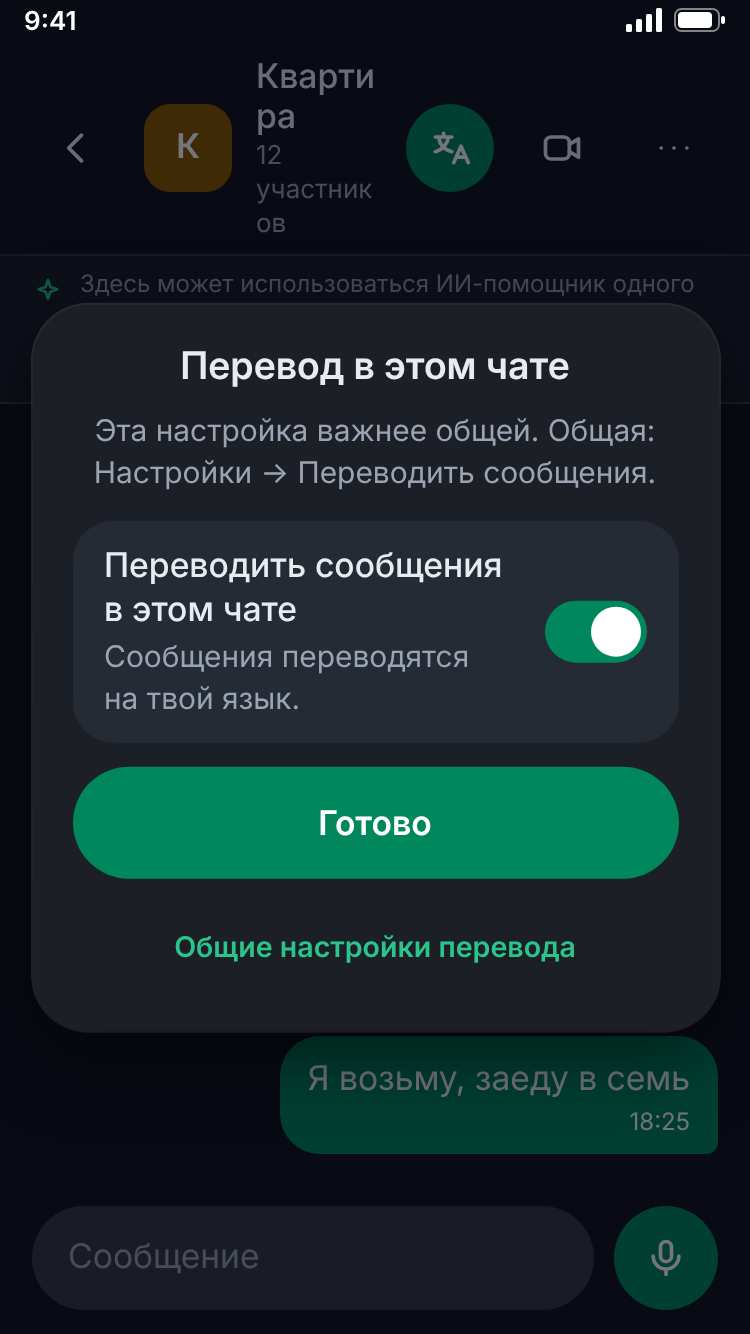 9:41
Кварти
ра
К
12
участник
ов
Здесь может использоваться ИИ-помощник одного
Перевод в этом чате
Эта настройка важнее общей. Общая:
Настройки → Переводить сообщения.
Переводить сообщения
в этом чате
Сообщения переводятся
на твой язык.
Готово
Общие настройки перевода
Я возьму, заеду в семь
18:25
Сообщение